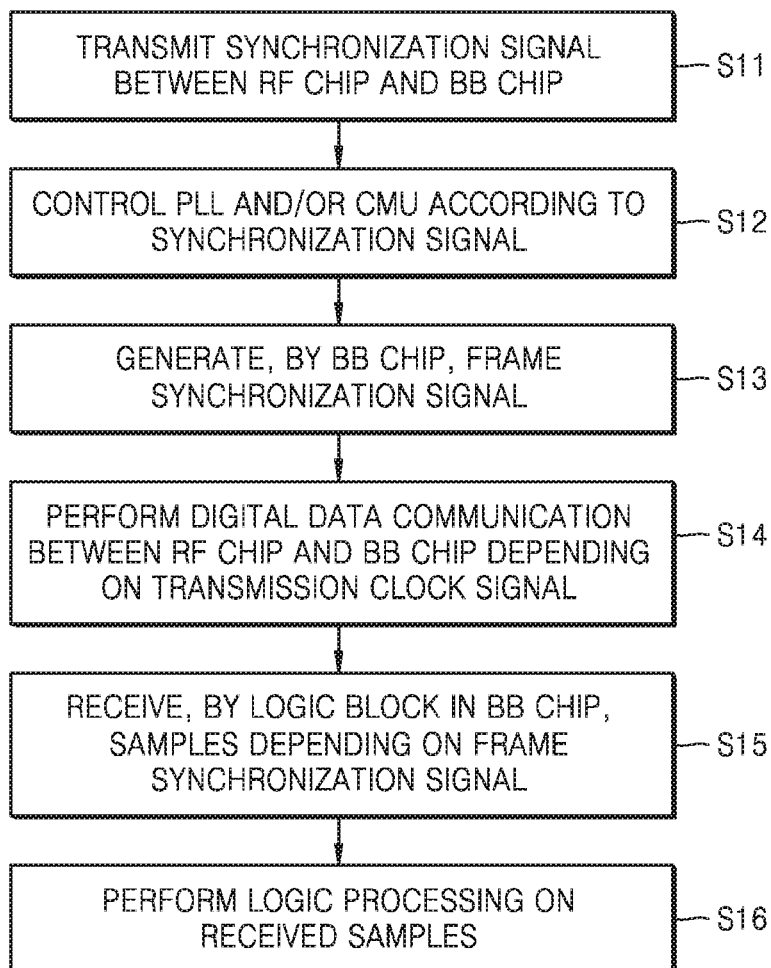 TRANSMIT SYNCHRONIZATION SIGNAL
BETWEEN RF CHIP AND BB CHIP
S11
CONTROL PLL AND/OR CMU ACCORDING TO
SYNCHRONIZATION SIGNAL
S12
GENERATE, BY BB CHIP, FRAME
SYNCHRONIZATION SIGNAL
S13
PERFORM DIGITAL DATA COMMUNICATION
BETWEEN RF CHIP AND BB CHIP DEPENDING
ON TRANSMISSION CLOCK SIGNAL
S14
RECEIVE, BY LOGIC BLOCK IN BB CHIP,
SAMPLES DEPENDING ON FRAME
SYNCHRONIZATION SIGNAL
S15
PERFORM LOGIC PROCESSING ON
RECEIVED SAMPLES
S16